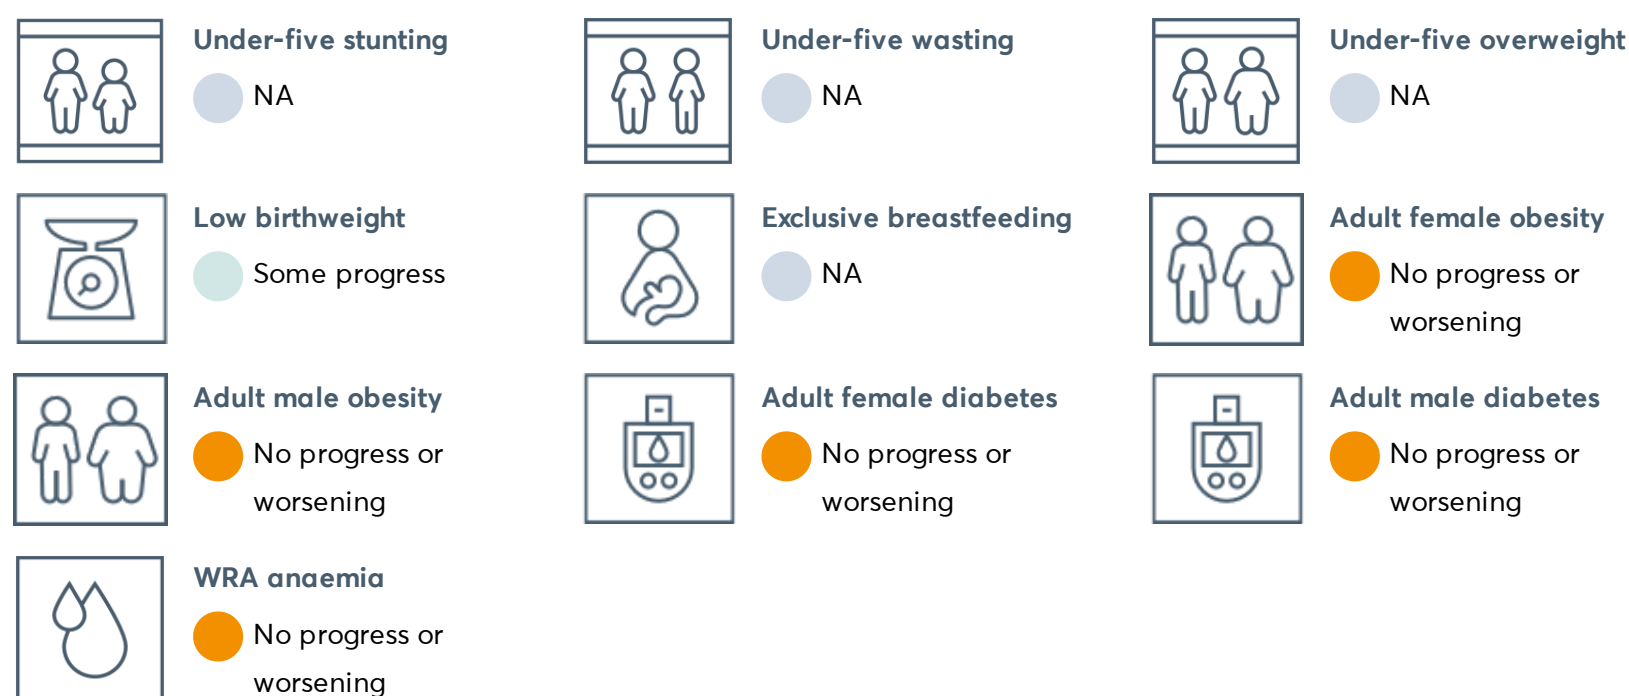 Under-five stunting
NA
Under-five wasting
NA
Under-five overweight
NA
Low birthweight
Some progress
Exclusive breastfeeding
NA
Adult female obesity
No progress or
worsening
Adult male obesity
No progress or
worsening
Adult female diabetes
No progress or
worsening
Adult male diabetes
No progress or
worsening
WRA anaemia
No progress or
worsening